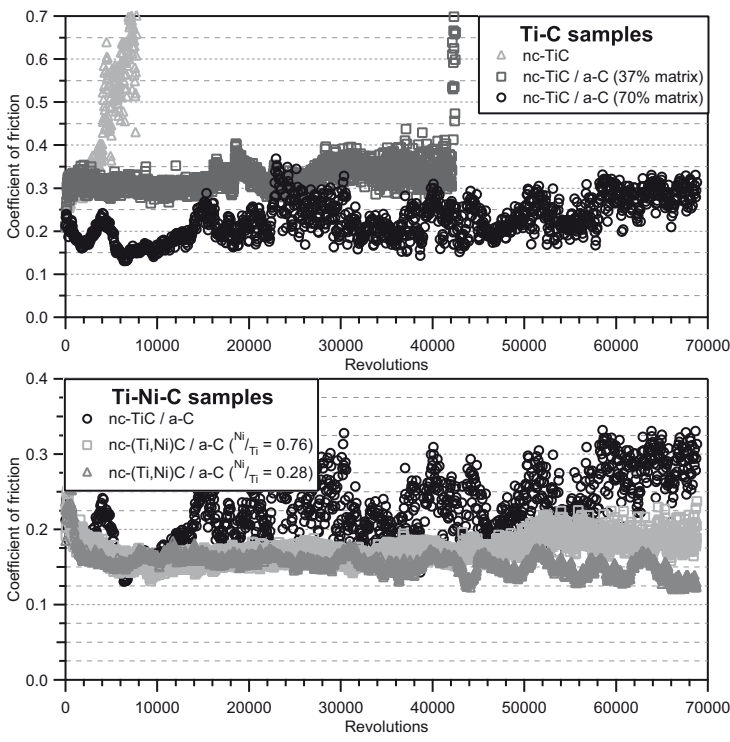 0.7
0.6
0.5
0.4
0.3
0.2
0.1
0.0
Coefficient of friction
Ti-C samples
nc-TiC
nc-TiC / a-C (37% matrix)
nc-TiC / a-C (70% matrix)
0 10000 20000 30000 40000 50000 60000 70000
Revolutions
0.4
0.3
0.2
0.1
0.0
Coefficient of friction
Ti-Ni-C samples
nc-TiC / a-C
nc-(Ti,Ni)C / a-C (Ni/Ti = 0.76)
nc-(Ti,Ni)C / a-C (Ni/Ti = 0.28)
0 10000 20000 30000 40000 50000 60000 70000
Revolutions